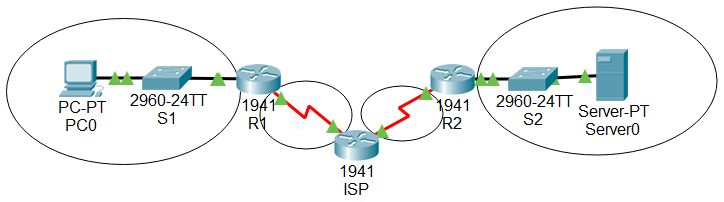 PC-PT
PC0
2960-24TT
S1
1941
R1
1941
ISP
1941
R2
2960-24TT
S2
Server-PT
Server0